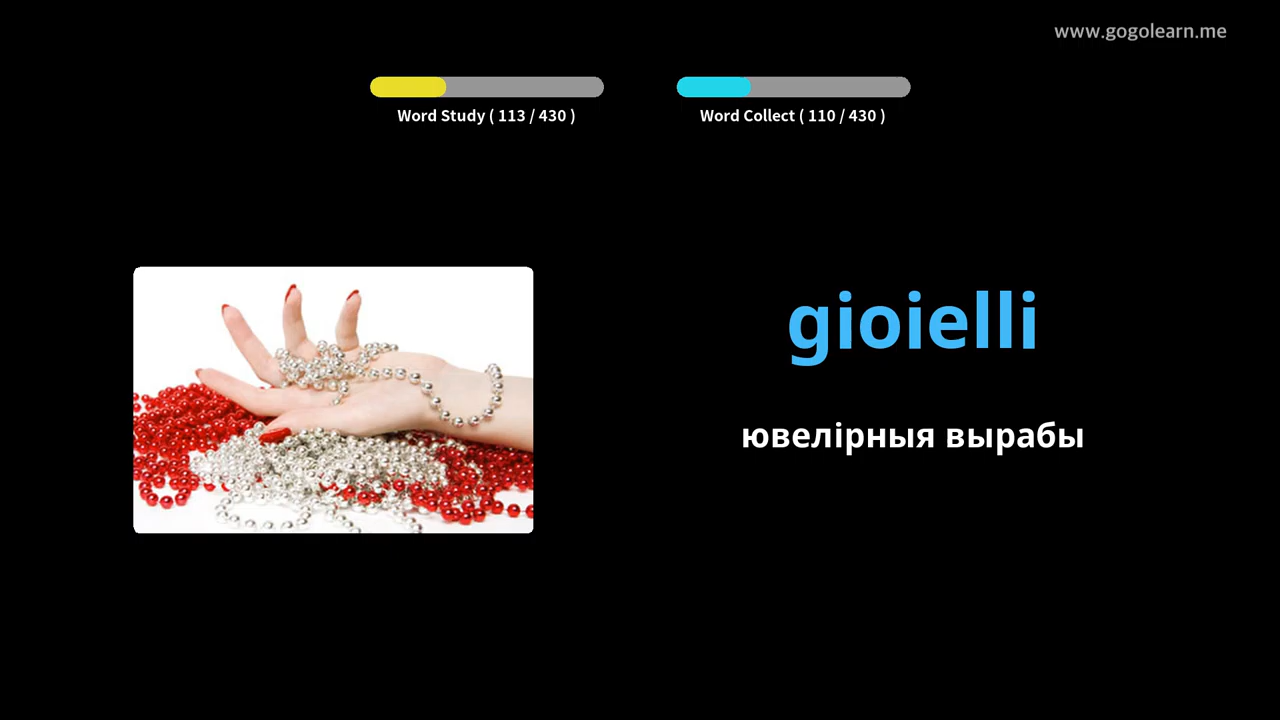 www.gogolearn.me
Word Study ( 113 / 430 )
Word Collect ( 110 / 430 )
gioielli
ювелірныя вырабы